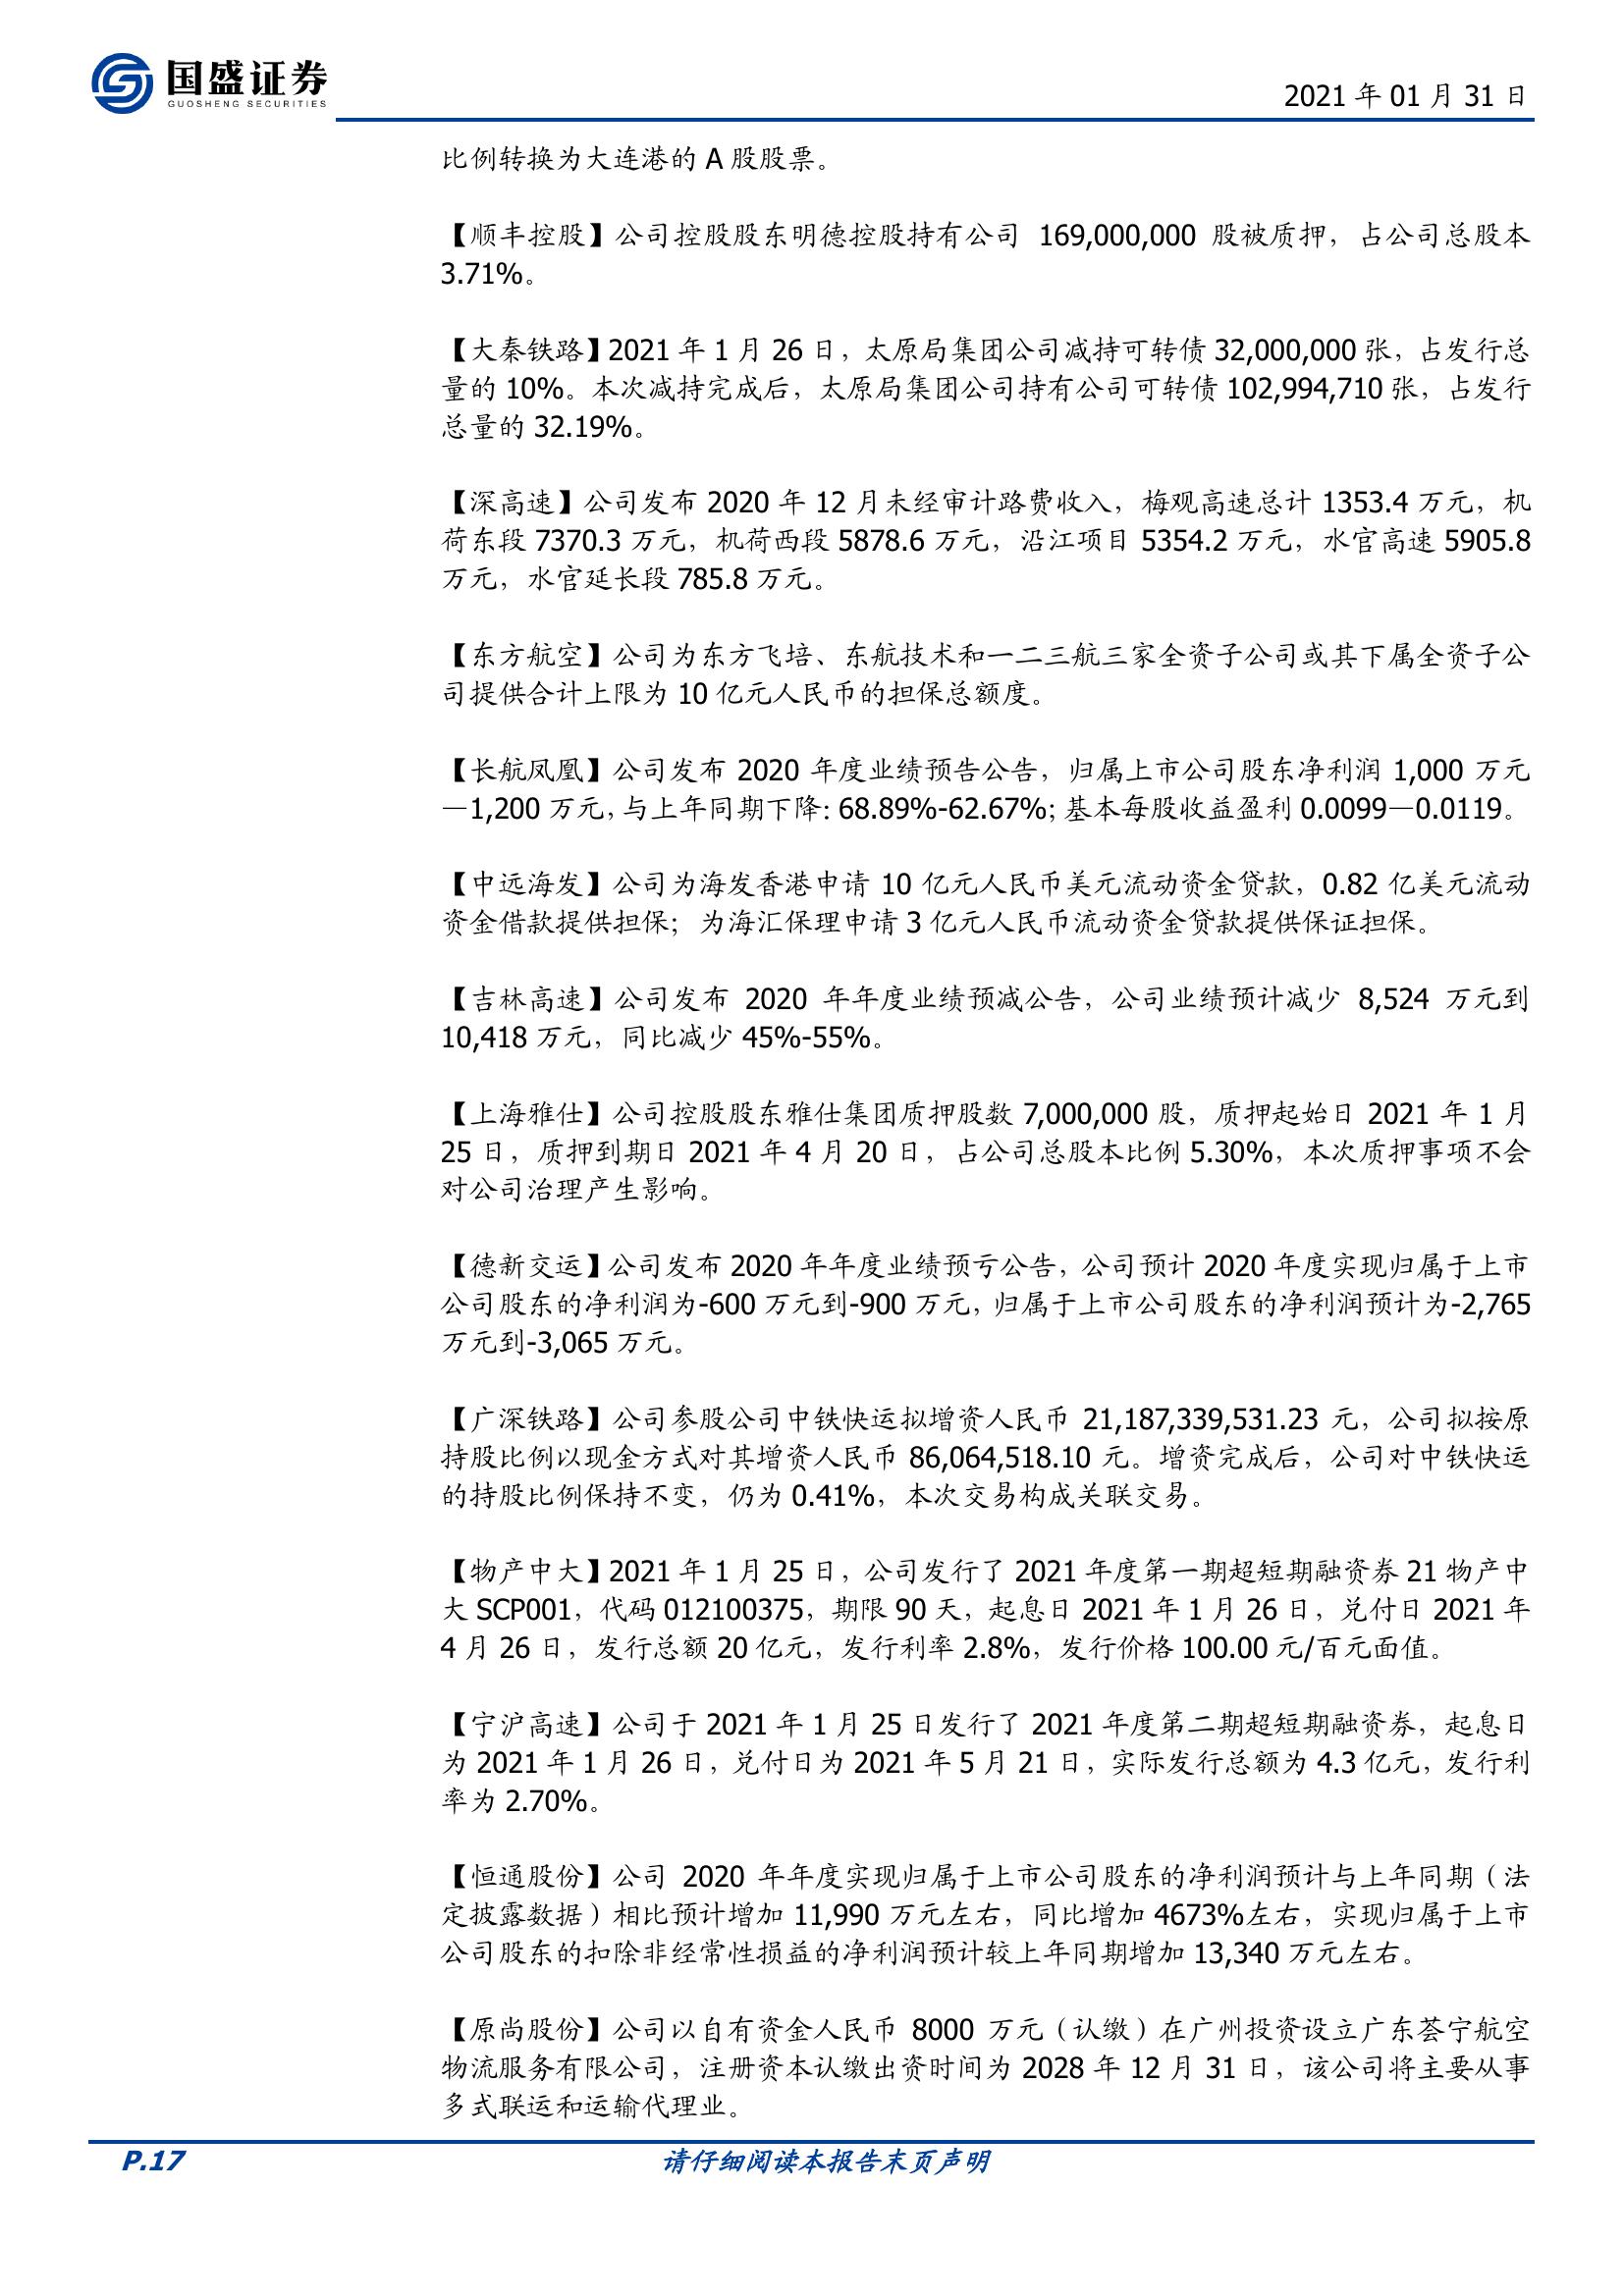 国盛证券
GUOSHENG SECURITIES
2021 年 01 月 31 日
比例转换为大连港的 A 股股票。
【顺丰控股】公司控股股东明德控股持有公司 169,000,000 股被质押，占公司总股本
3.71%。
【大秦铁路】2021 年 1 月 26 日，太原局集团公司减持可转债 32,000,000 张，占发行总
量的 10%。本次减持完成后，太原局集团公司持有公司可转债 102,994,710 张，占发行
总量的 32.19%。
【深高速】公司发布 2020 年 12 月未经审计路费收入，梅观高速总计 1353.4 万元，机
荷东段 7370.3 万元，机荷西段 5878.6 万元，沿江项目 5354.2 万元，水官高速 5905.8
万元，水官延长段 785.8 万元。
【东方航空】公司为东方飞培、东航技术和一二三航三家全资子公司或其下属全资子公
司提供合计上限为 10 亿元人民币的担保总额度。
【长航凤凰】公司发布 2020 年度业绩预告公告，归属上市公司股东净利润 1,000 万元
—1,200 万元，与上年同期下降：68.89%-62.67%；基本每股收益盈利 0.0099—0.0119。
【中远海发】公司为海发香港申请 10 亿元人民币美元流动资金贷款，0.82 亿美元流动
资金借款提供担保；为海汇保理申请 3 亿元人民币流动资金贷款提供保证担保。
【吉林高速】公司发布 2020 年年度业绩预减公告，公司业绩预计减少 8,524 万元到
10,418 万元，同比减少 45%-55%。
【上海雅仕】公司控股股东雅仕集团质押股数 7,000,000 股，质押起始日 2021 年 1 月
25 日，质押到期日 2021 年 4 月 20 日，占公司总股本比例 5.30%，本次质押事项不会
对公司治理产生影响。
【德新交运】公司发布 2020 年年度业绩预亏公告，公司预计 2020 年度实现归属于上市
公司股东的净利润为-600 万元到-900 万元，归属于上市公司股东的净利润预计为-2,765
万元到-3,065 万元。
【广深铁路】公司参股公司中铁快运拟增资人民币 21,187,339,531.23 元，公司拟按原
持股比例以现金方式对其增资人民币 86,064,518.10 元。增资完成后，公司对中铁快运
的持股比例保持不变，仍为 0.41%，本次交易构成关联交易。
【物产中大】2021 年 1 月 25 日，公司发行了 2021 年度第一期超短期融资券 21 物产中
大 SCP001，代码 012100375，期限 90 天，起息日 2021 年 1 月 26 日，兑付日 2021 年
4 月 26 日，发行总额 20 亿元，发行利率 2.8%，发行价格 100.00 元/百元面值。
【宁沪高速】公司于 2021 年 1 月 25 日发行了 2021 年度第二期超短期融资券，起息日
为 2021 年 1 月 26 日，兑付日为 2021 年 5 月 21 日，实际发行总额为 4.3 亿元，发行利
率为 2.70%。
【恒通股份】公司 2020 年年度实现归属于上市公司股东的净利润预计与上年同期（法
定披露数据）相比预计增加 11,990 万元左右，同比增加 4673%左右，实现归属于上市
公司股东的扣除非经常性损益的净利润预计较上年同期增加 13,340 万元左右。
【原尚股份】公司以自有资金人民币 8000 万元（认缴）在广州投资设立广东荟宁航空
物流服务有限公司，注册资本认缴出资时间为 2028 年 12 月 31 日，该公司将主要从事
多式联运和运输代理业。
P.17
请仔细阅读本报告末页声明